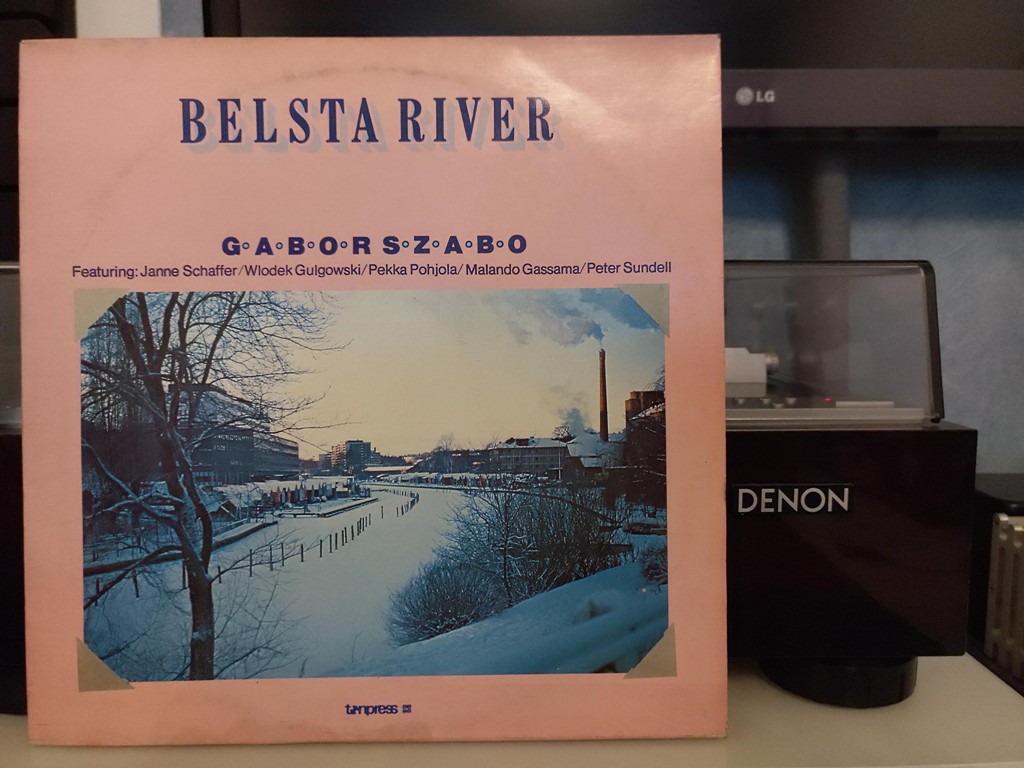 BELSTA RIVER
G•A•B•O•R S•Z•A•B•O
Featuring: Janne Schaffer/Wlodek Gulgowski/Pekka Pohjola/Malando Gassama/Peter Sundell
tonpress
LG
DENON